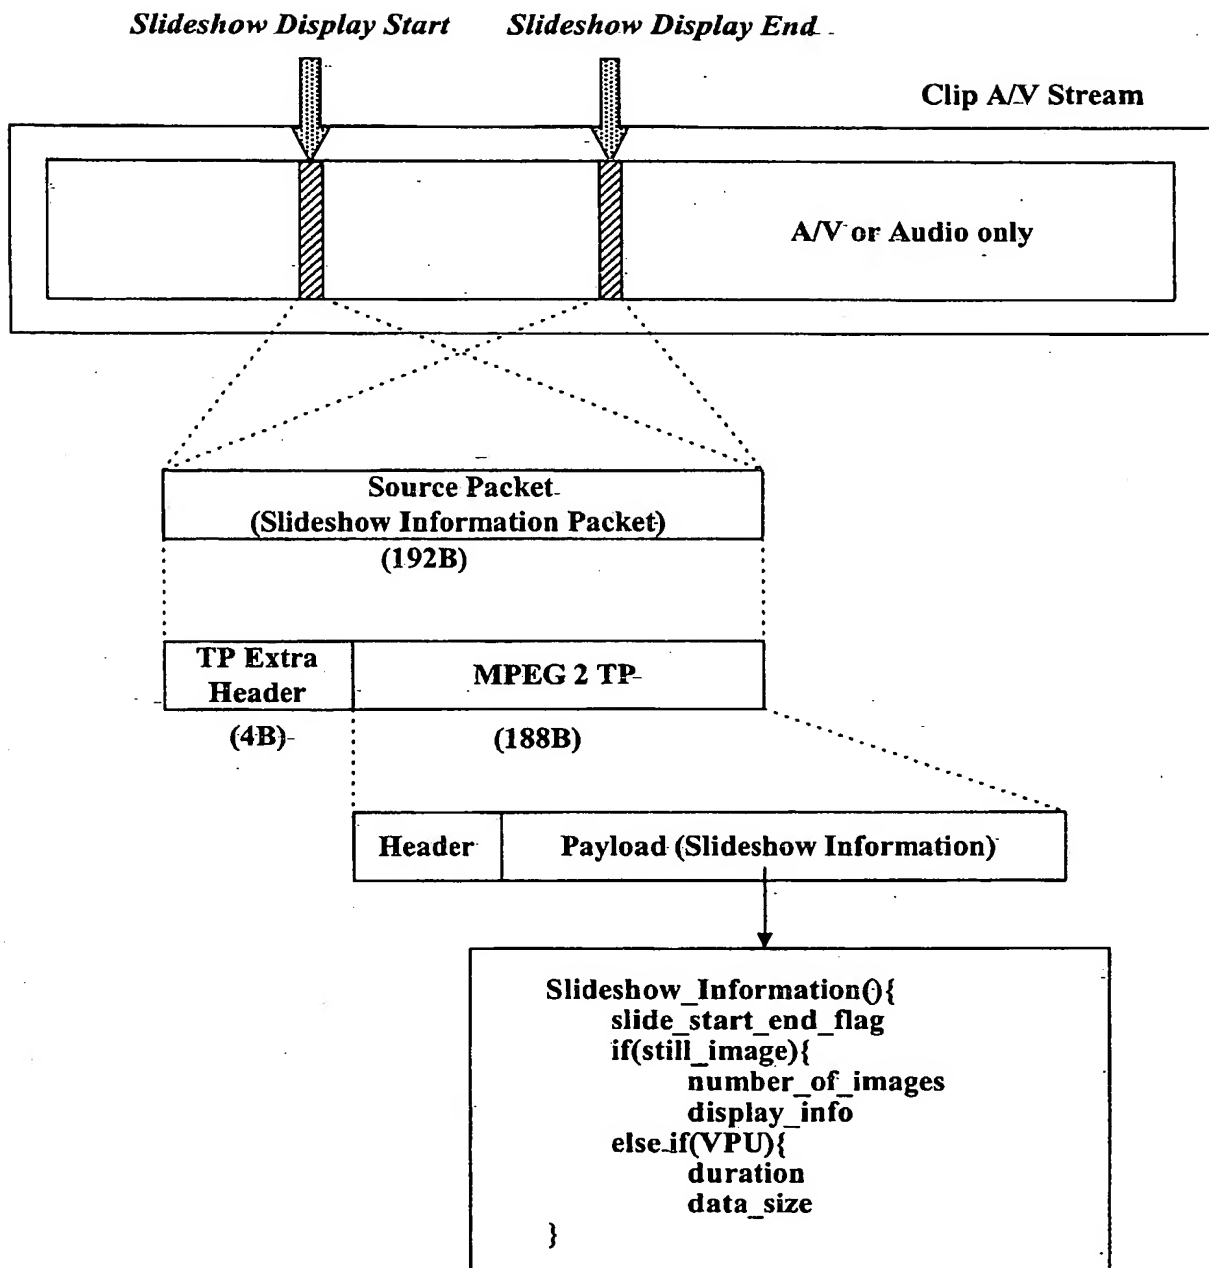 Slideshow Display Start Slideshow Display End
Clip A/V Stream
A/V or Audio only
Source Packet
(Slideshow Information Packet)
(192B)
TP Extra
Header
MPEG 2 TP
(4B)
(188B)
Header
Payload (Slideshow Information)
Slideshow_Information(){
slide_start_end_flag
if(still_image){
number_of_images
display_info
else if(VPU){
duration
data_size
}